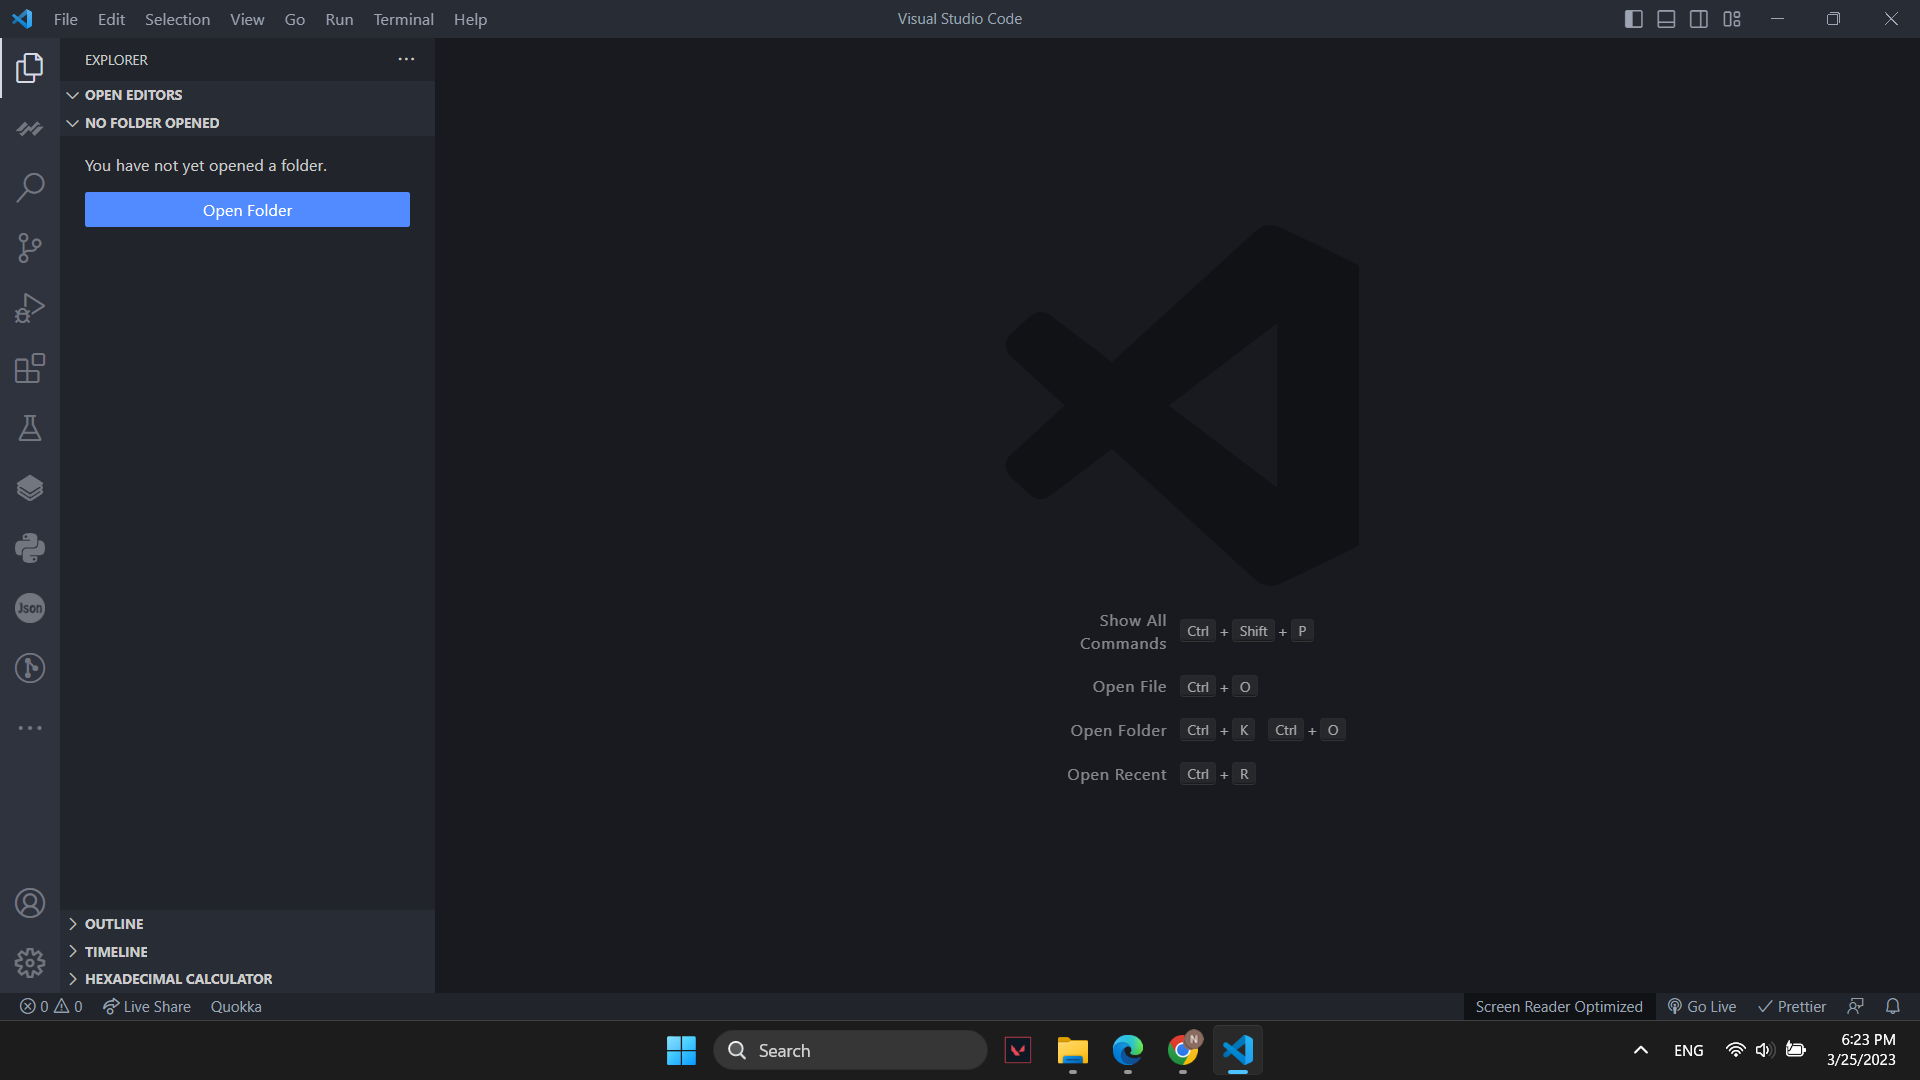 File Edit Selection View Go Run Terminal Help
Visual Studio Code
EXPLORER
OPEN EDITORS
NO FOLDER OPENED
You have not yet opened a folder.
Open Folder
Json
Show All
Commands
Ctrl + Shift + P
Open File Ctrl + O
Open Folder Ctrl + K Ctrl + O
Open Recent Ctrl + R
OUTLINE
TIMELINE
HEXADECIMAL CALCULATOR
0 0 Live Share Quokka
Screen Reader Optimized Go Live Prettier
Search
N
ENG
6:23 PM
3/25/2023